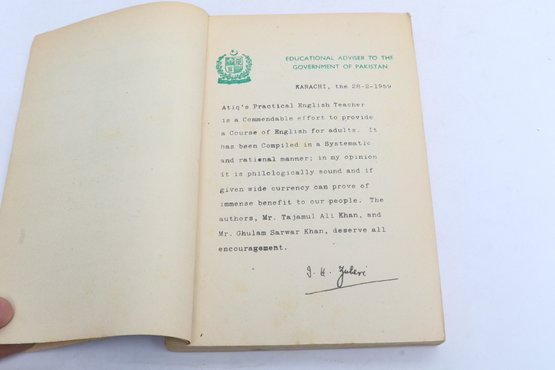 EDUCATIONAL ADVISER TO THE
GOVERNMENT OF PAKISTAN
KARACHI, the 28-2-1959
Atiq's Practical English Teacher
is a Commendable effort to provide
a Course of English for adults. It
has been Compiled in a Systematic
and rational manner; in my opinion
it is philologically sound and if
given wide currency can prove of
immense benefit to our people. The
authors, Mr. Tajamul Ali Khan, and
Mr. Ghulam Sarwar Khan, deserve all
encouragement.
I. H. Zuberi